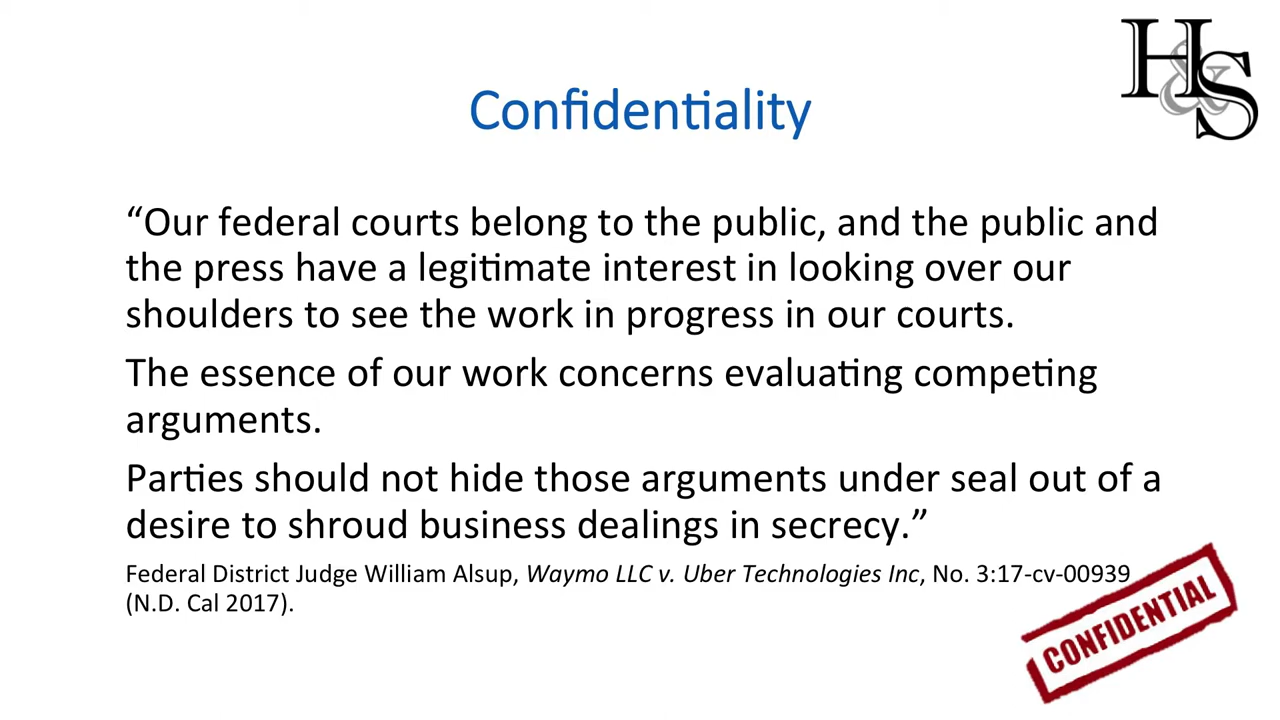 H&S
Confidentiality
“Our federal courts belong to the public, and the public and
the press have a legitimate interest in looking over our
shoulders to see the work in progress in our courts.
The essence of our work concerns evaluating competing
arguments.
Parties should not hide those arguments under seal out of a
desire to shroud business dealings in secrecy.”
Federal District Judge William Alsup, Waymo LLC v. Uber Technologies Inc, No. 3:17-cv-00939
(N.D. Cal 2017).
CONFIDENTIAL